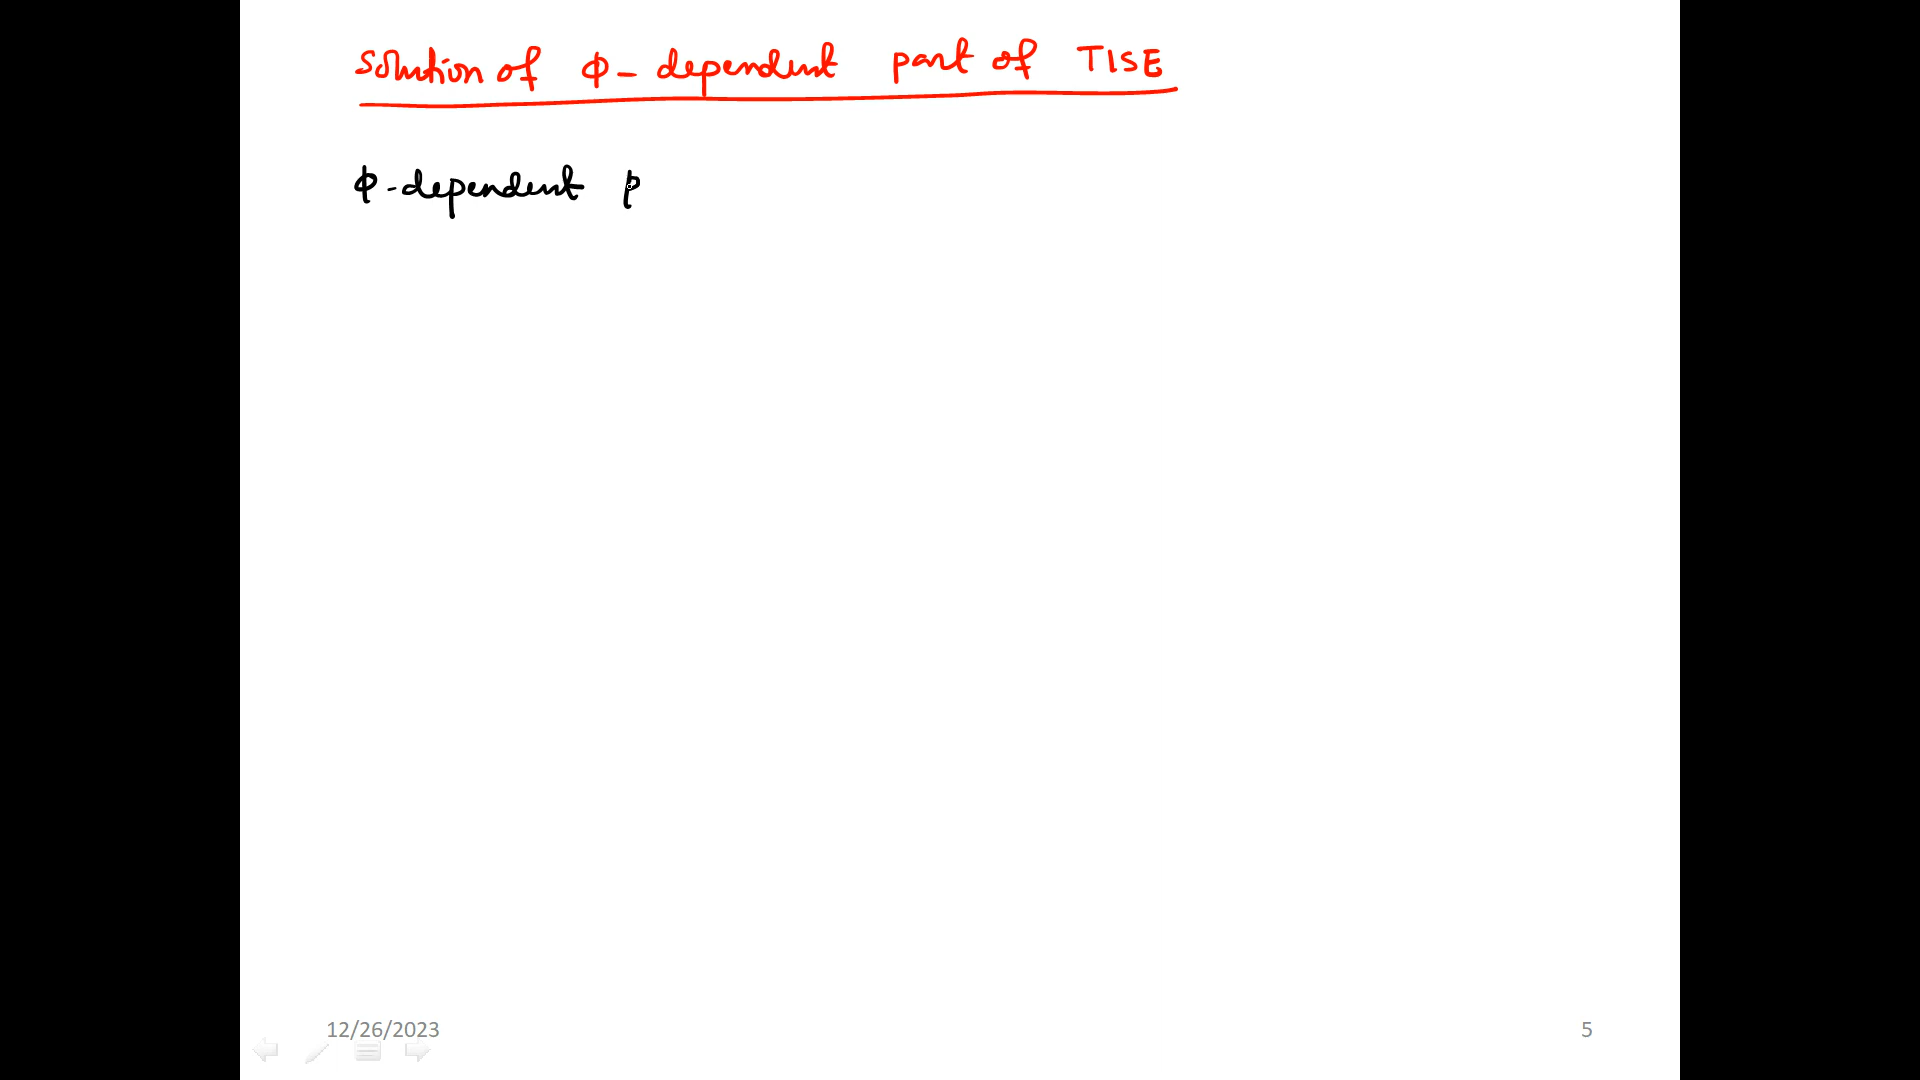 Solution of Φ - dependent part of TISE
Φ - dependent p
12/26/2023
5